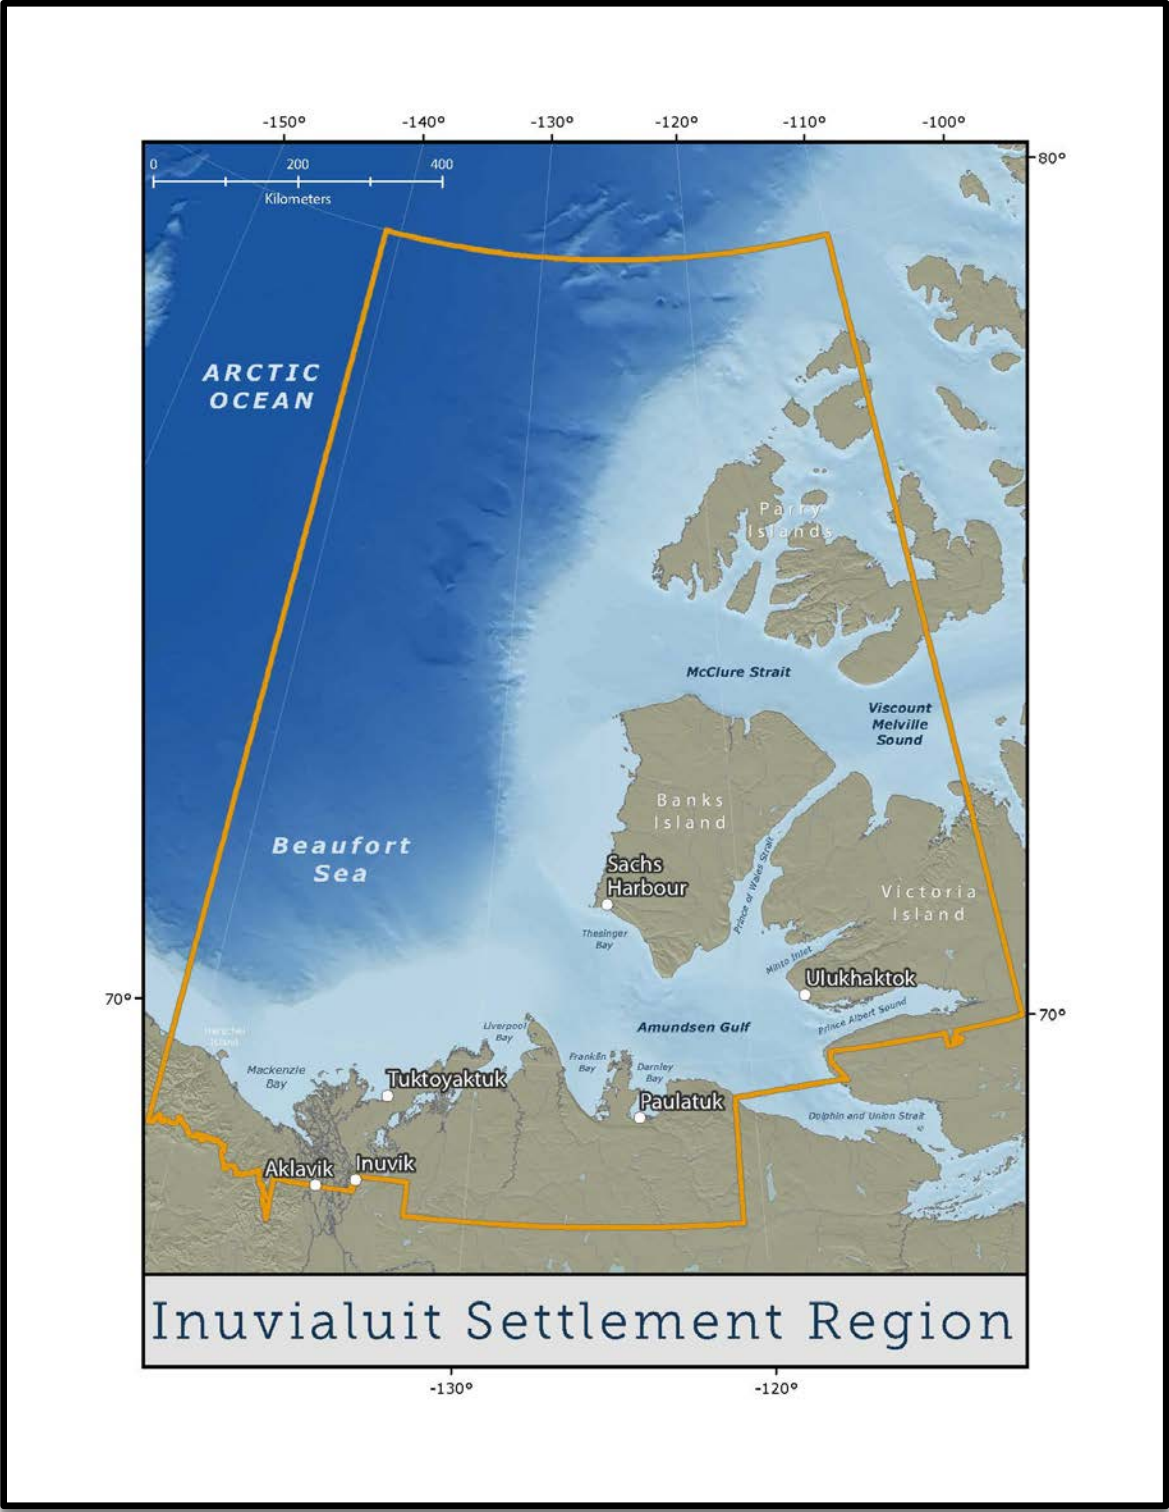 -150° -140° -130° -120° -110° -100°
80°
0 200 400
Kilometers
ARCTIC
OCEAN
Parry
Islands
McClure Strait
Viscount
Melville
Sound
Banks
Island
Beaufort
Sea
Sachs
Harbour
Prince of Wales Strait
Victoria
Island
Thesinger
Bay
Minto Inlet
Ulukhaktok
70°
Prince Albert Sound
70°
Amundsen Gulf
Liverpool
Bay
Herschel
Island
Franklin
Bay
Darnley
Bay
Mackenzie
Bay
Tuktoyaktuk
Paulatuk
Dolphin and Union Strait
Aklavik
Inuvik
Inuvialuit Settlement Region
-130° -120°